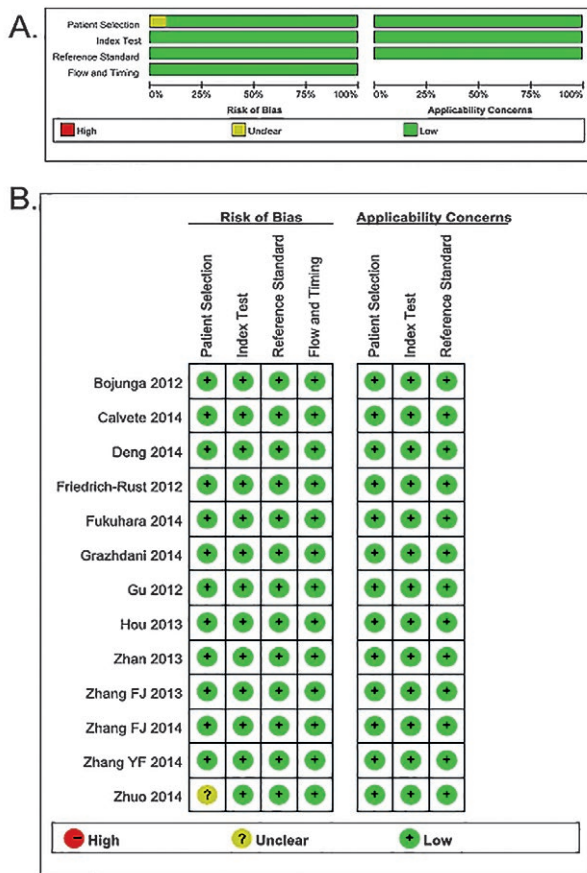 A.
Patient Selection
Index Test
Reference Standard
Flow and Timing
0% 25% 50% 75% 100% 0% 25% 50% 75% 100%
Risk of Bias Applicability Concerns
High Unclear Low
B.
Risk of Bias Applicability Concerns
Patient Selection
Index Test
Reference Standard
Flow and Timing
Patient Selection
Index Test
Reference Standard
Bojunga 2012 + + + + + + +
Calvete 2014 + + + + + + +
Deng 2014 + + + + + + +
Friedrich-Rust 2012 + + + + + + +
Fukuhara 2014 + + + + + + +
Grazhdani 2014 + + + + + + +
Gu 2012 + + + + + + +
Hou 2013 + + + + + + +
Zhan 2013 + + + + + + +
Zhang FJ 2013 + + + + + + +
Zhang FJ 2014 + + + + + + +
Zhang YF 2014 + + + + + + +
Zhuo 2014 ? + + + + + +
- High ? Unclear + Low